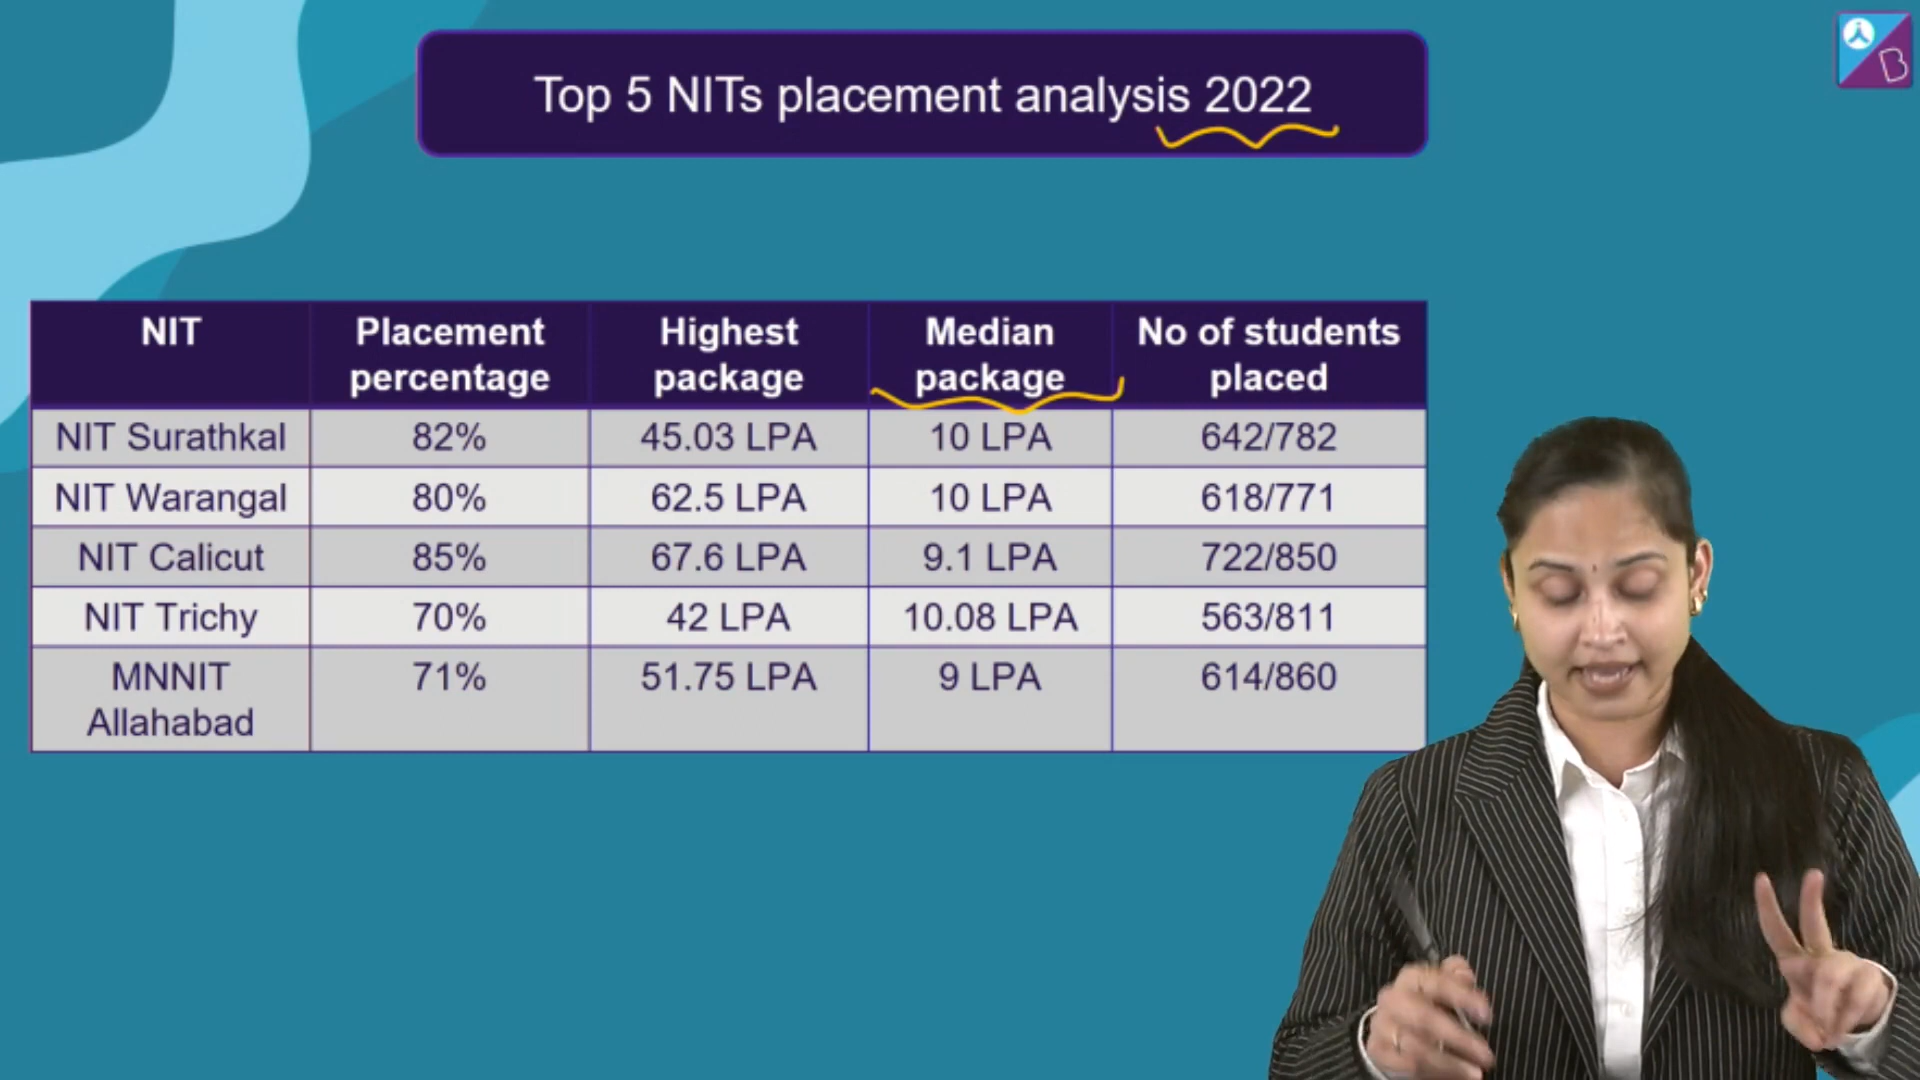 Top 5 NITs placement analysis 2022
B
NIT Placement percentage Highest package Median package No of students placed
NIT Surathkal 82% 45.03 LPA 10 LPA 642/782
NIT Warangal 80% 62.5 LPA 10 LPA 618/771
NIT Calicut 85% 67.6 LPA 9.1 LPA 722/850
NIT Trichy 70% 42 LPA 10.08 LPA 563/811
MNNIT Allahabad 71% 51.75 LPA 9 LPA 614/860